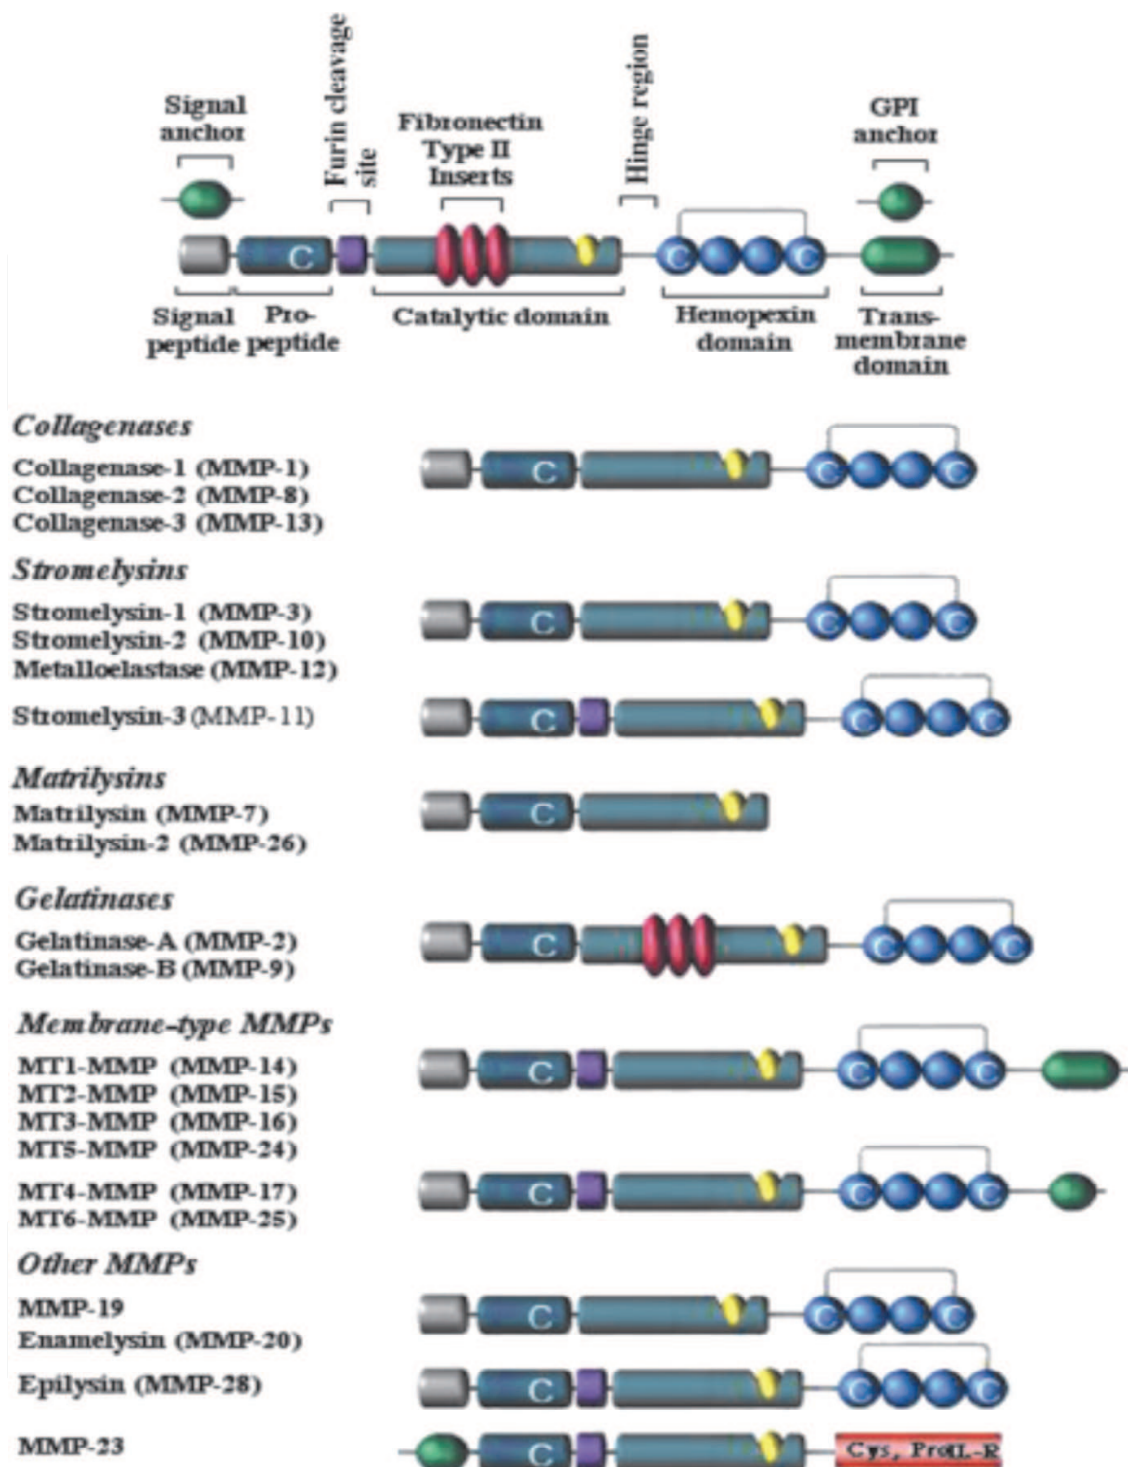 Signal
anchor
Furin cleavage
site
Fibronectin
Type II
Inserts
Hinge region
GPI
anchor
C
C
C
Signal
peptide
Pro-
peptide
Catalytic domain
Hemopexin
domain
Trans-
membrane
domain
Collagenases
Collagenase-1 (MMP-1)
C
C
C
Collagenase-2 (MMP-8)
Collagenase-3 (MMP-13)
Stromelysins
Stromelysin-1 (MMP-3)
C
C
C
Stromelysin-2 (MMP-10)
Metalloelastase (MMP-12)
Stromelysin-3 (MMP-11)
C
C
C
Matrilysins
Matrilysin (MMP-7)
C
Matrilysin-2 (MMP-26)
Gelatinases
Gelatinase-A (MMP-2)
C
C
C
Gelatinase-B (MMP-9)
Membrane-type MMPs
MT1-MMP (MMP-14)
C
C
C
MT2-MMP (MMP-15)
MT3-MMP (MMP-16)
MT5-MMP (MMP-24)
MT4-MMP (MMP-17)
C
C
C
MT6-MMP (MMP-25)
Other MMPs
MMP-19
C
C
C
Enamelysin (MMP-20)
Epilysin (MMP-28)
C
C
C
MMP-23
C
Cys, Pro IL-R